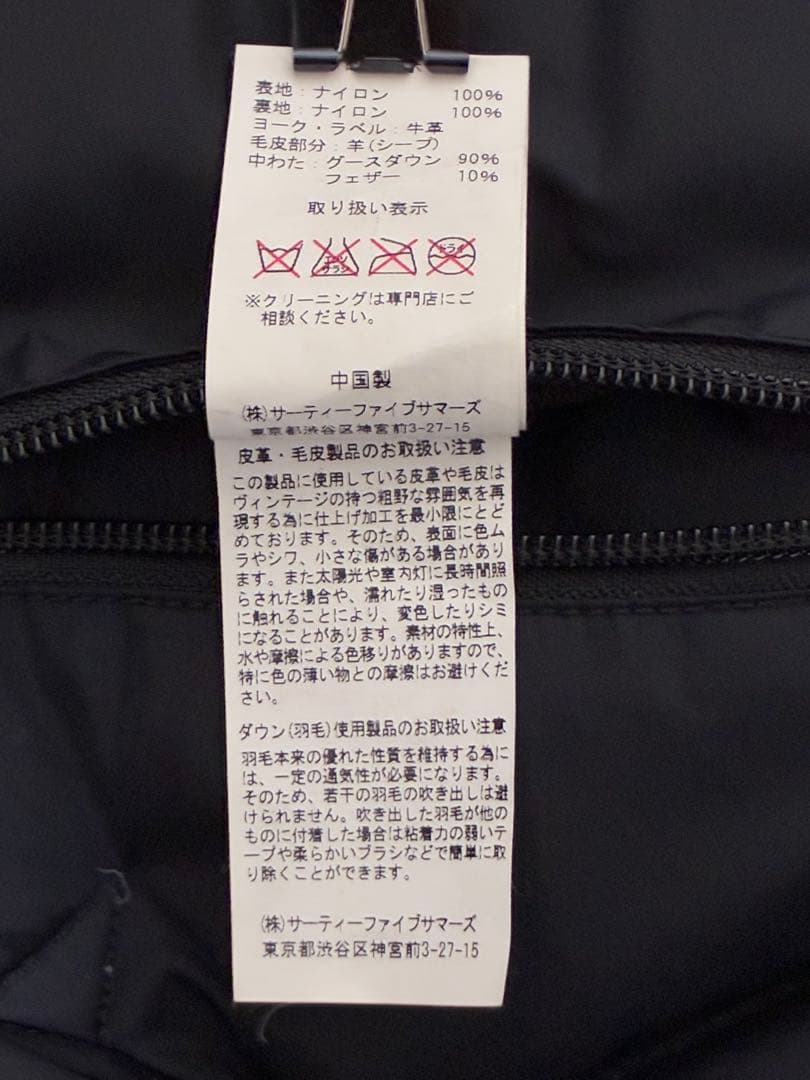 表地：ナイロン 100%
裏地：ナイロン 100%
ヨーク・ラベル：牛革
毛皮部分：羊(シープ)
中わた：グースダウン 90%
フェザー 10%
取り扱い表示
エンソ
サラシ
ドライ
※クリーニングは専門店にご
相談ください。
中国製
(株)サーティーファイブサマーズ
東京都渋谷区神宮前3-27-15
皮革・毛皮製品のお取扱い注意
この製品に使用している皮革や毛皮は
ヴィンテージの持つ粗野な雰囲気を再
現する為に仕上げ加工を最小限にとど
めております。そのため、表面に色ム
ラやシワ、小さな傷がある場合があり
ます。また太陽光や室内灯に長時間照
らされた場合や、濡れたり湿ったもの
に触れることにより、変色したりシミ
になることがあります。素材の特性上、
水や摩擦による色移りがありますので、
特に色の薄い物との摩擦はお避けくだ
さい。
ダウン(羽毛)使用製品のお取扱い注意
羽毛本来の優れた性質を維持する為に
は、一定の通気性が必要になります。
そのため、若干の羽毛の吹き出しは避
けられません。吹き出した羽毛が他の
ものに付着した場合は粘着力の弱いテ
ープや柔らかいブラシなどで簡単に取
り除くことができます。
(株)サーティーファイブサマーズ
東京都渋谷区神宮前3-27-15